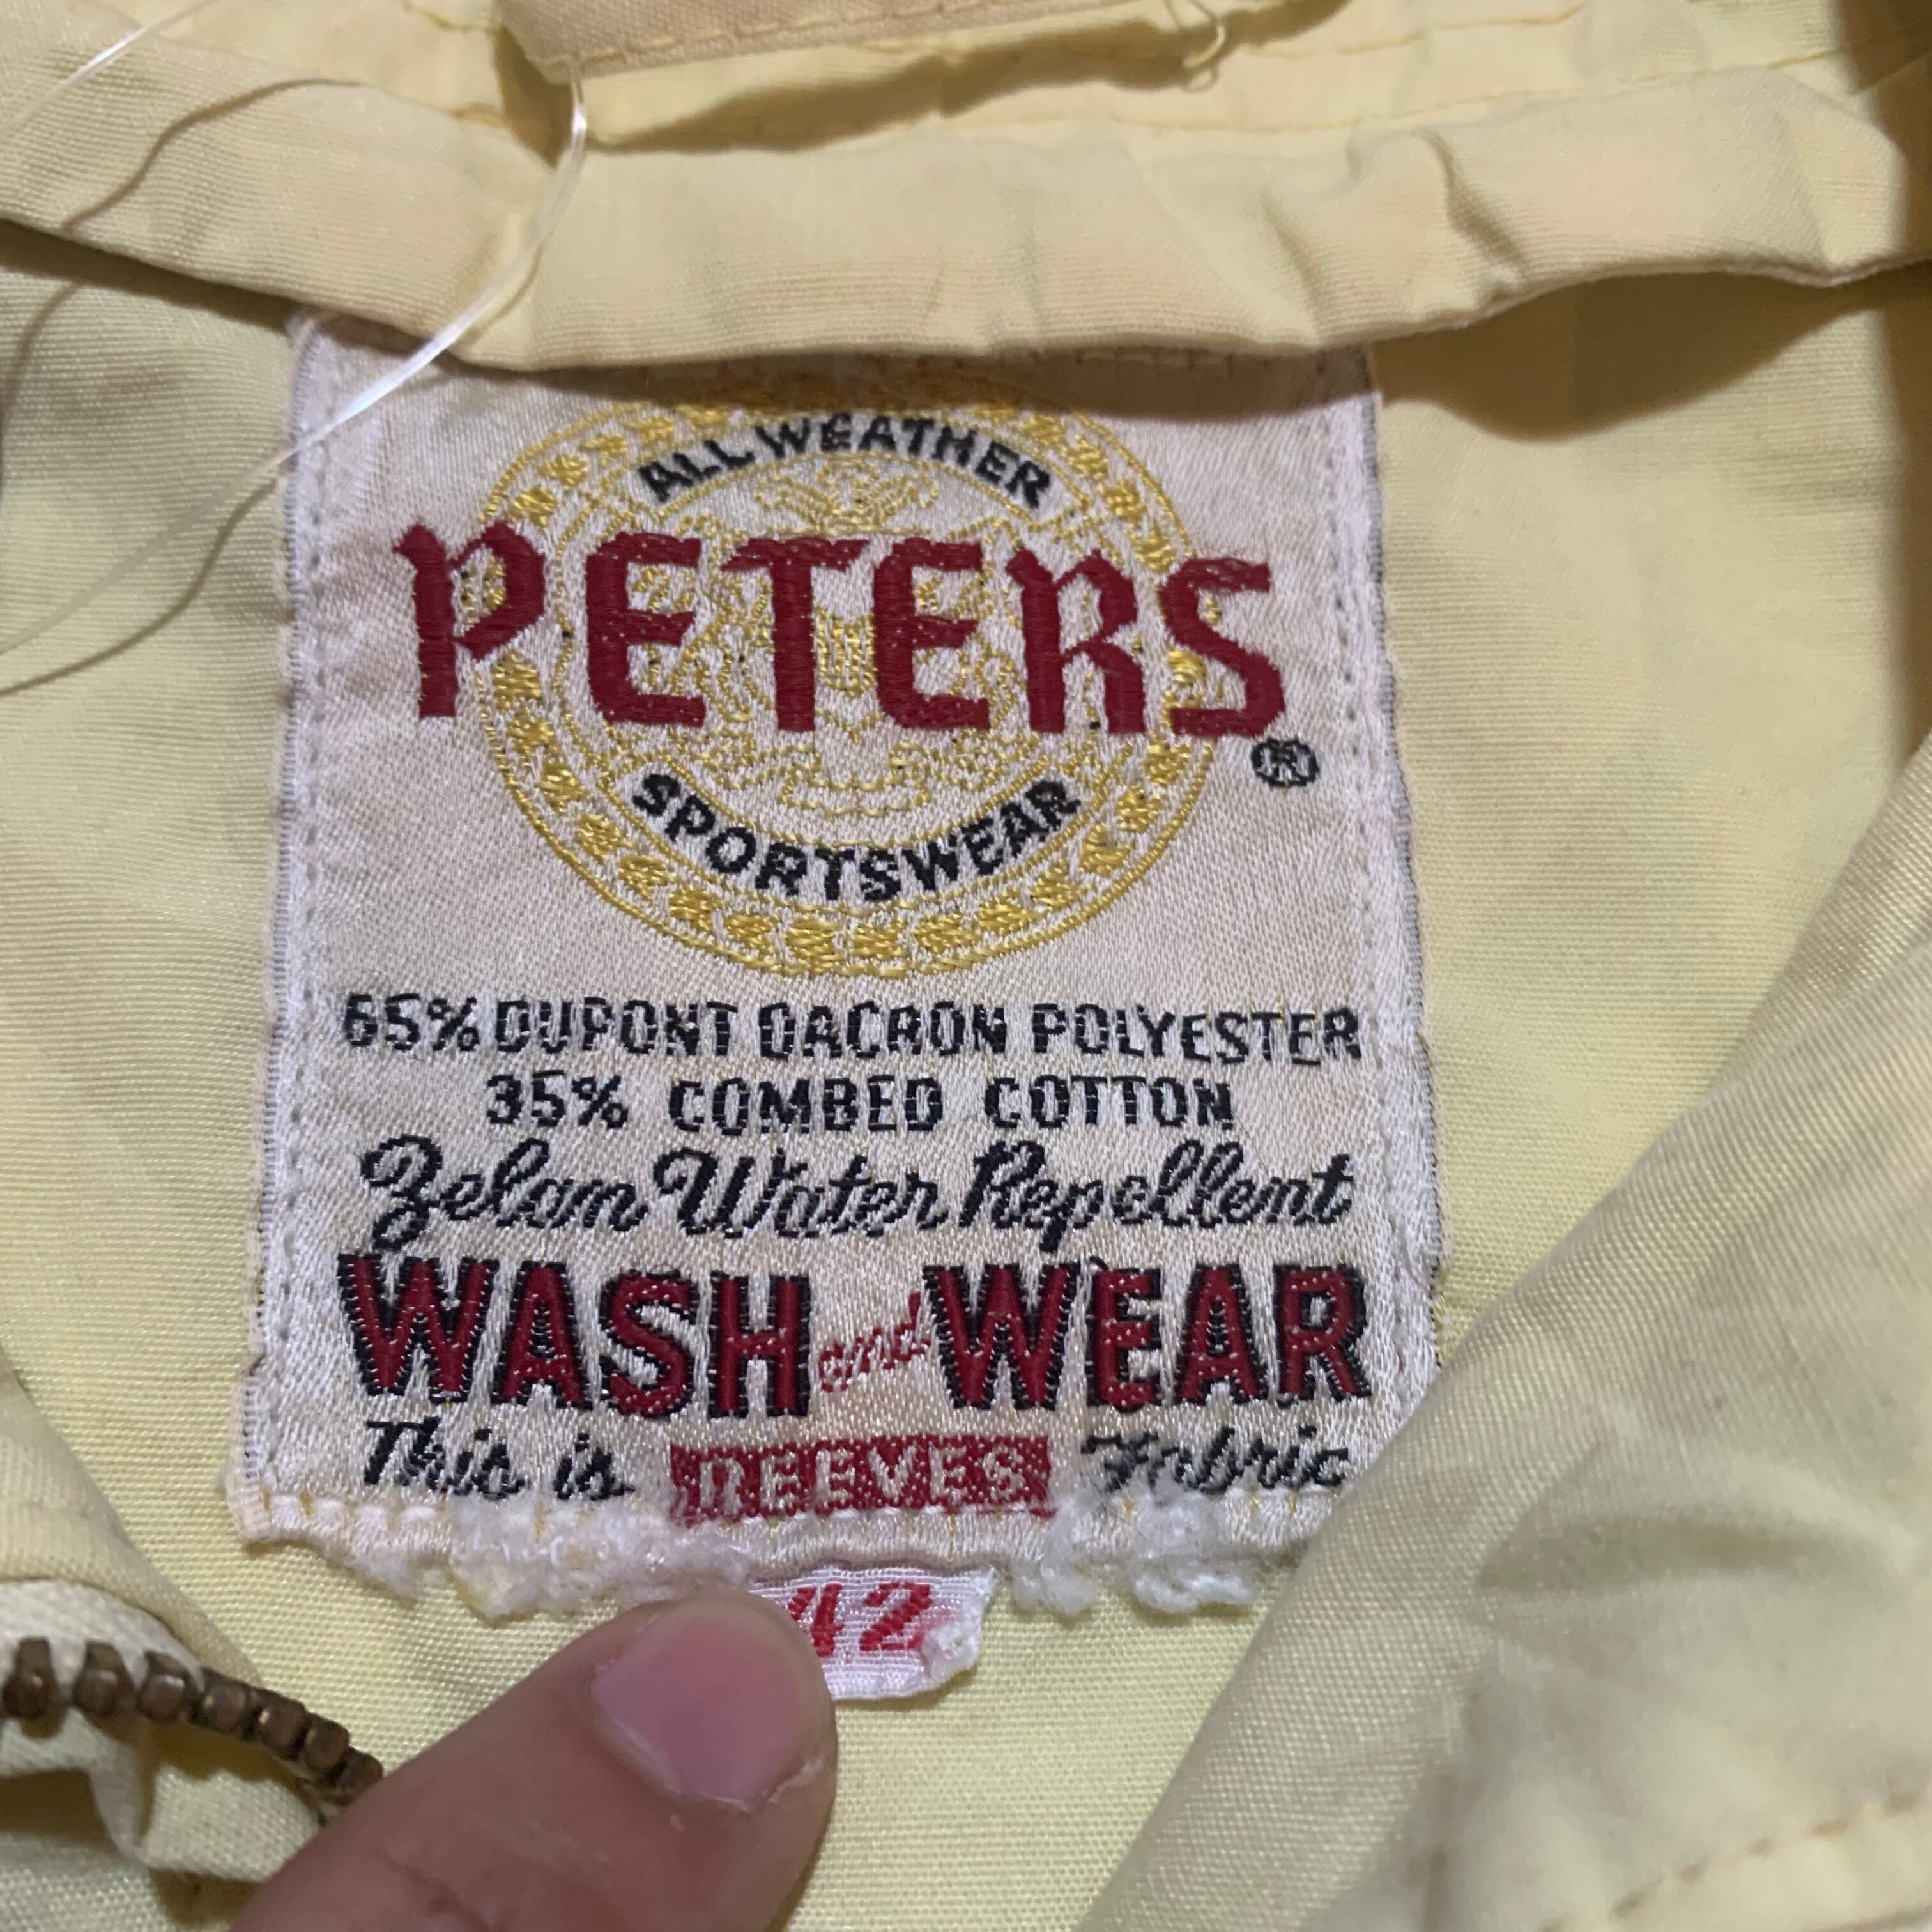 ALL WEATHER
PETERS
®
SPORTSWEAR
65% DUPONT DACRON POLYESTER
35% COMBED COTTON
Zelan Water Repellent
WASH and WEAR
This is REEVES Fabric
42